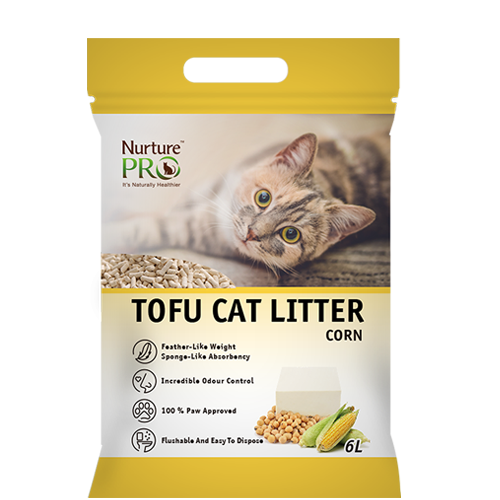 Nurture™
PRO
It's Naturally Healthier
TOFU CAT LITTER
CORN
Feather-Like Weight
Sponge-Like Absorbency
Incredible Odour Control
100 % Paw Approved
Flushable And Easy To Dispose
6L